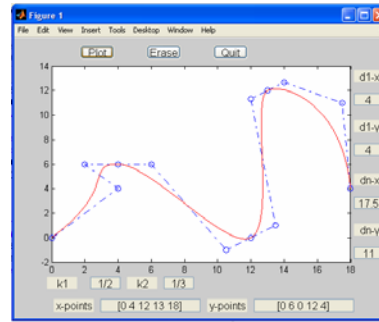 Figure 1
File Edit View Insert Tools Desktop Window Help
Plot Erase Quit
14
12
10
8
6
4
2
0
-2
0 2 4 6 8 10 12 14 16 18
d1-x
4
d1-y
4
dn-x
17.5
dn-y
11
k1 1/2 k2 1/3
x-points [0 4 12 13 18] y-points [0 6 0 12 4]